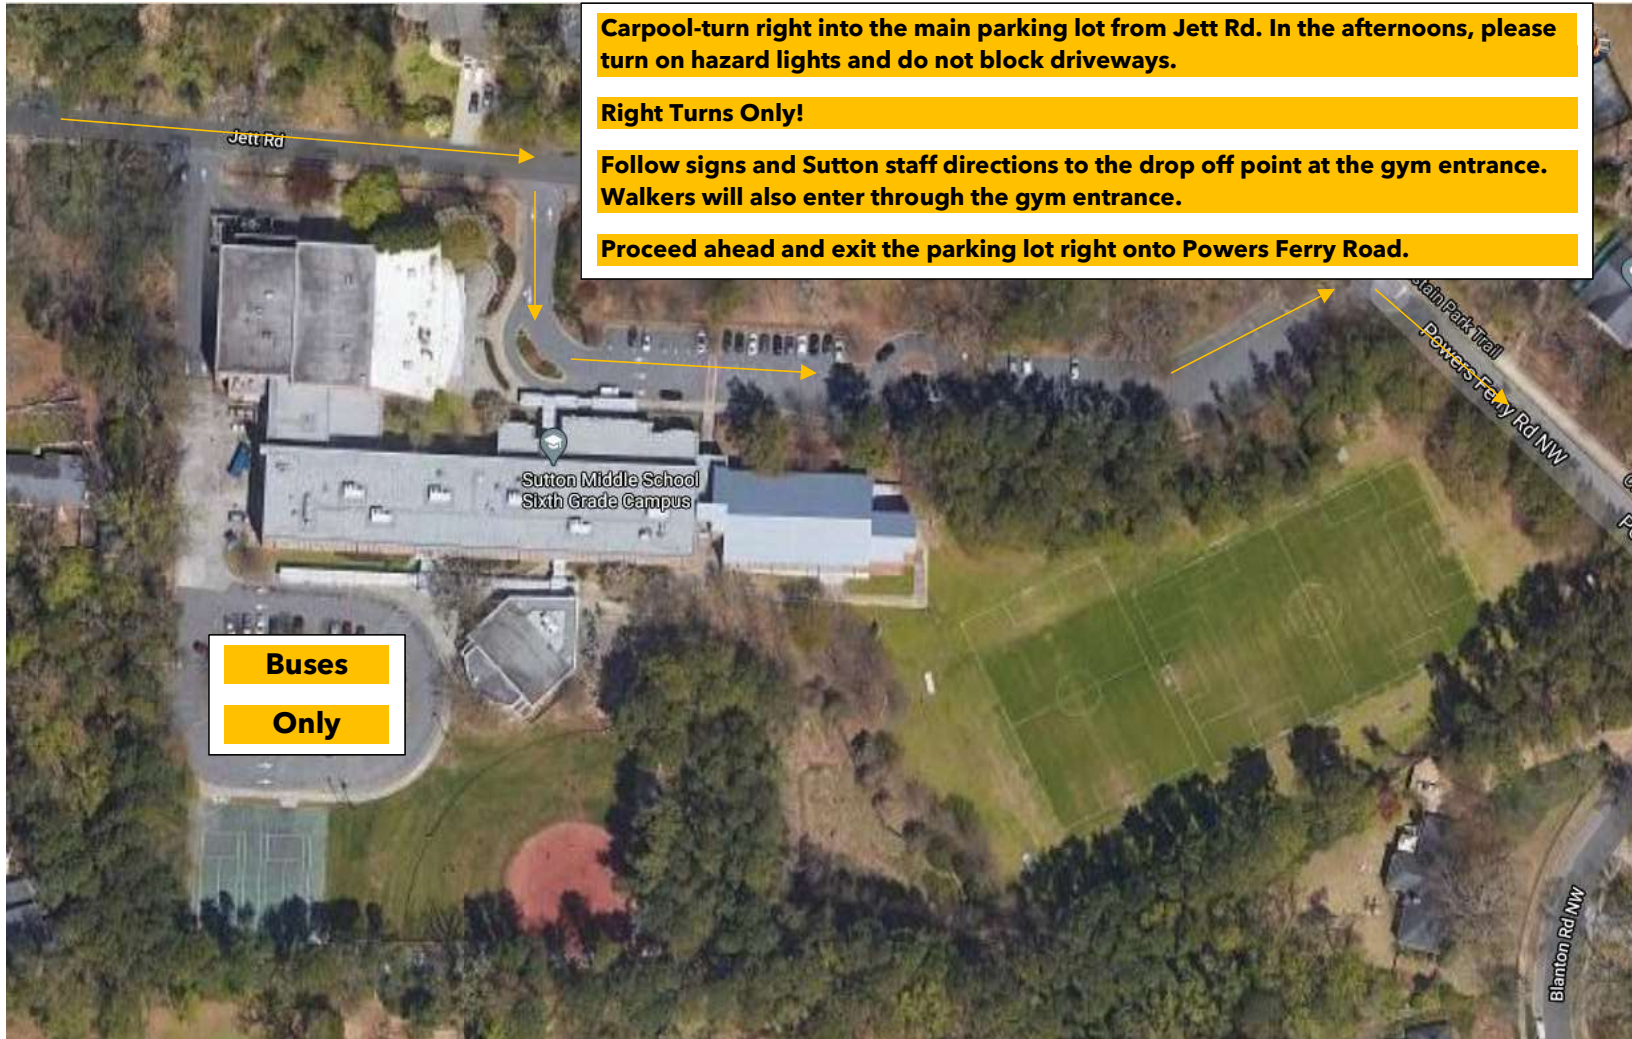 Carpool-turn right into the main parking lot from Jett Rd. In the afternoons, please
turn on hazard lights and do not block driveways.
Right Turns Only!
Follow signs and Sutton staff directions to the drop off point at the gym entrance.
Walkers will also enter through the gym entrance.
Proceed ahead and exit the parking lot right onto Powers Ferry Road.
Jett Rd
Park Trail
Powers Ferry Rd NW
Sutton Middle School
Sixth Grade Campus
Buses
Only
Blanton Rd NW